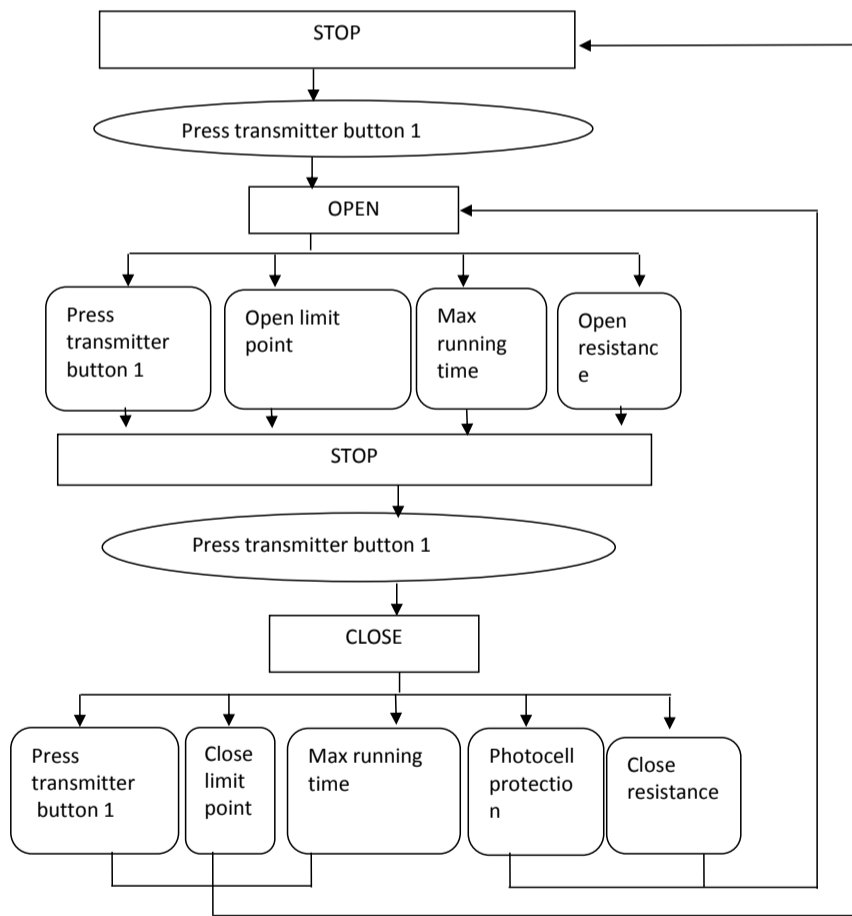 STOP
Press transmitter button 1
OPEN
Press
transmitter
button 1
Open limit
point
Max
running
time
Open
resistanc
e
STOP
Press transmitter button 1
CLOSE
Press
transmitter
button 1
Close
limit
point
Max running
time
Photocell
protectio
n
Close
resistance